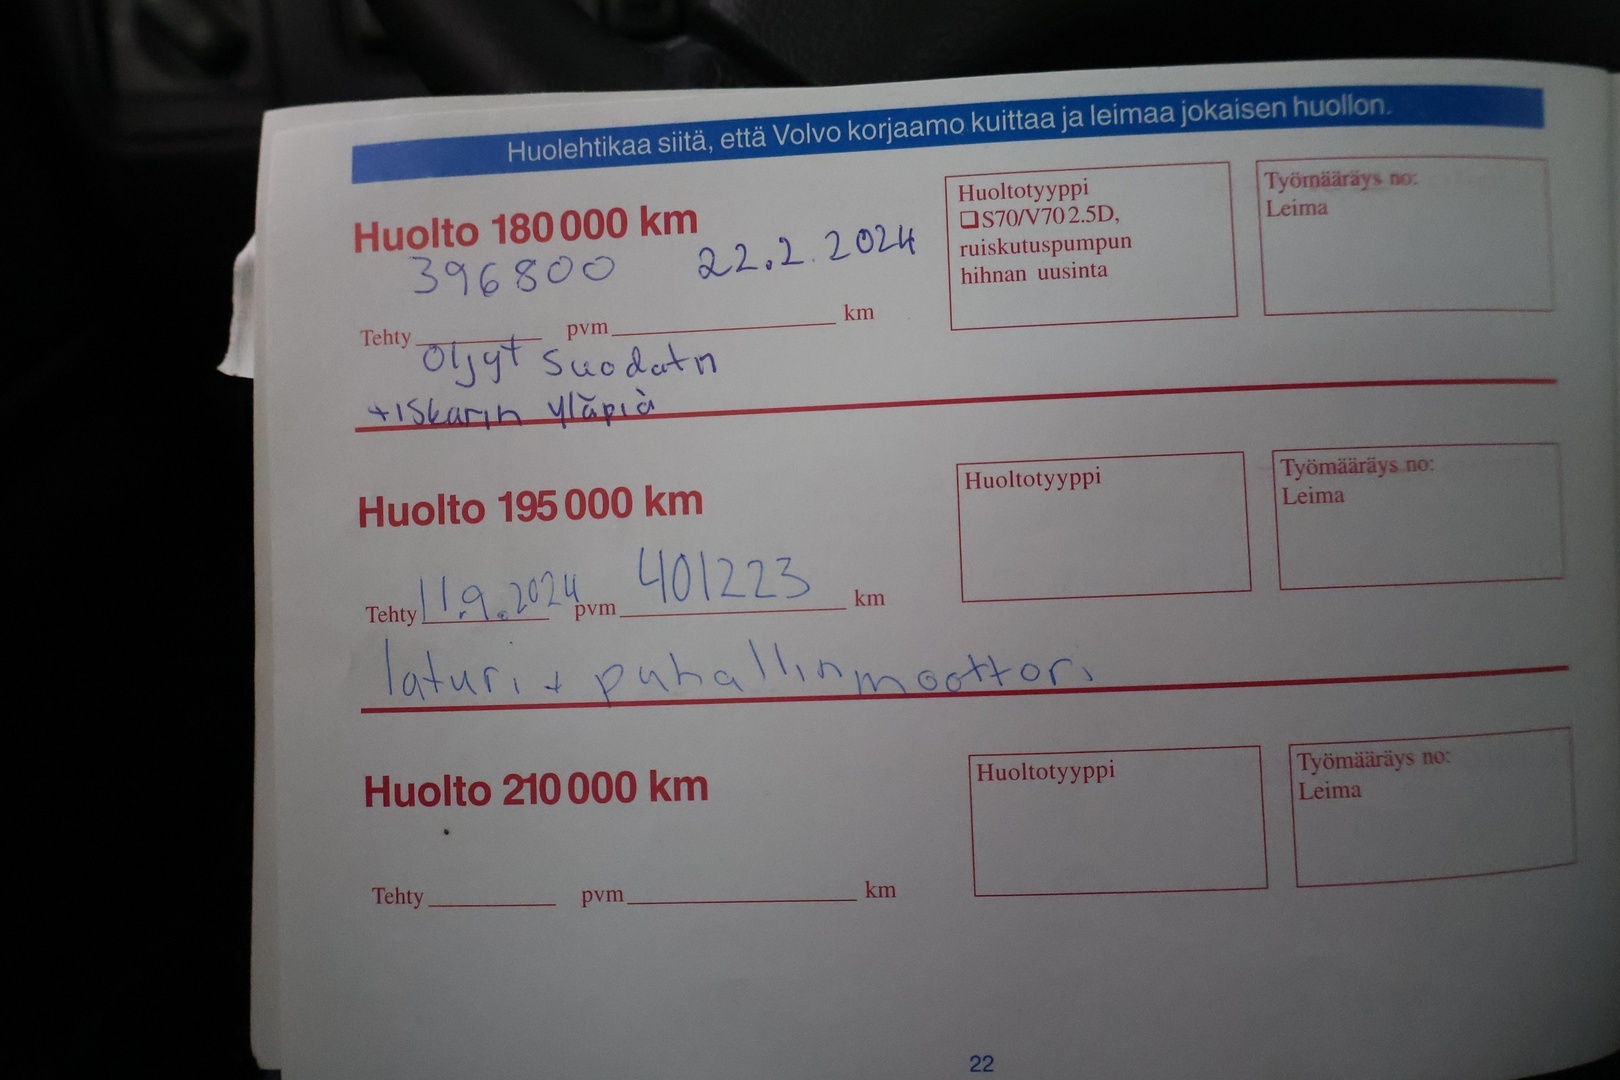 Huolehtikaa siitä, että Volvo korjaamo kuittaa ja leimaa jokaisen huollon.
Huolto 180 000 km
396800 22.2.2024
Tehty pvm km
Öljyt suodatn
+iskarin yläpiä
Huoltotyyppi
❑ S70/V70 2.5D,
ruiskutuspumpun
hihnan uusinta
Työmääräys no:
Leima
Huolto 195 000 km
Tehty 11.9.2024 pvm 401223 km
laturi + puhallinmoottori
Huoltotyyppi
Työmääräys no:
Leima
Huolto 210 000 km
Tehty pvm km
Huoltotyyppi
Työmääräys no:
Leima
22